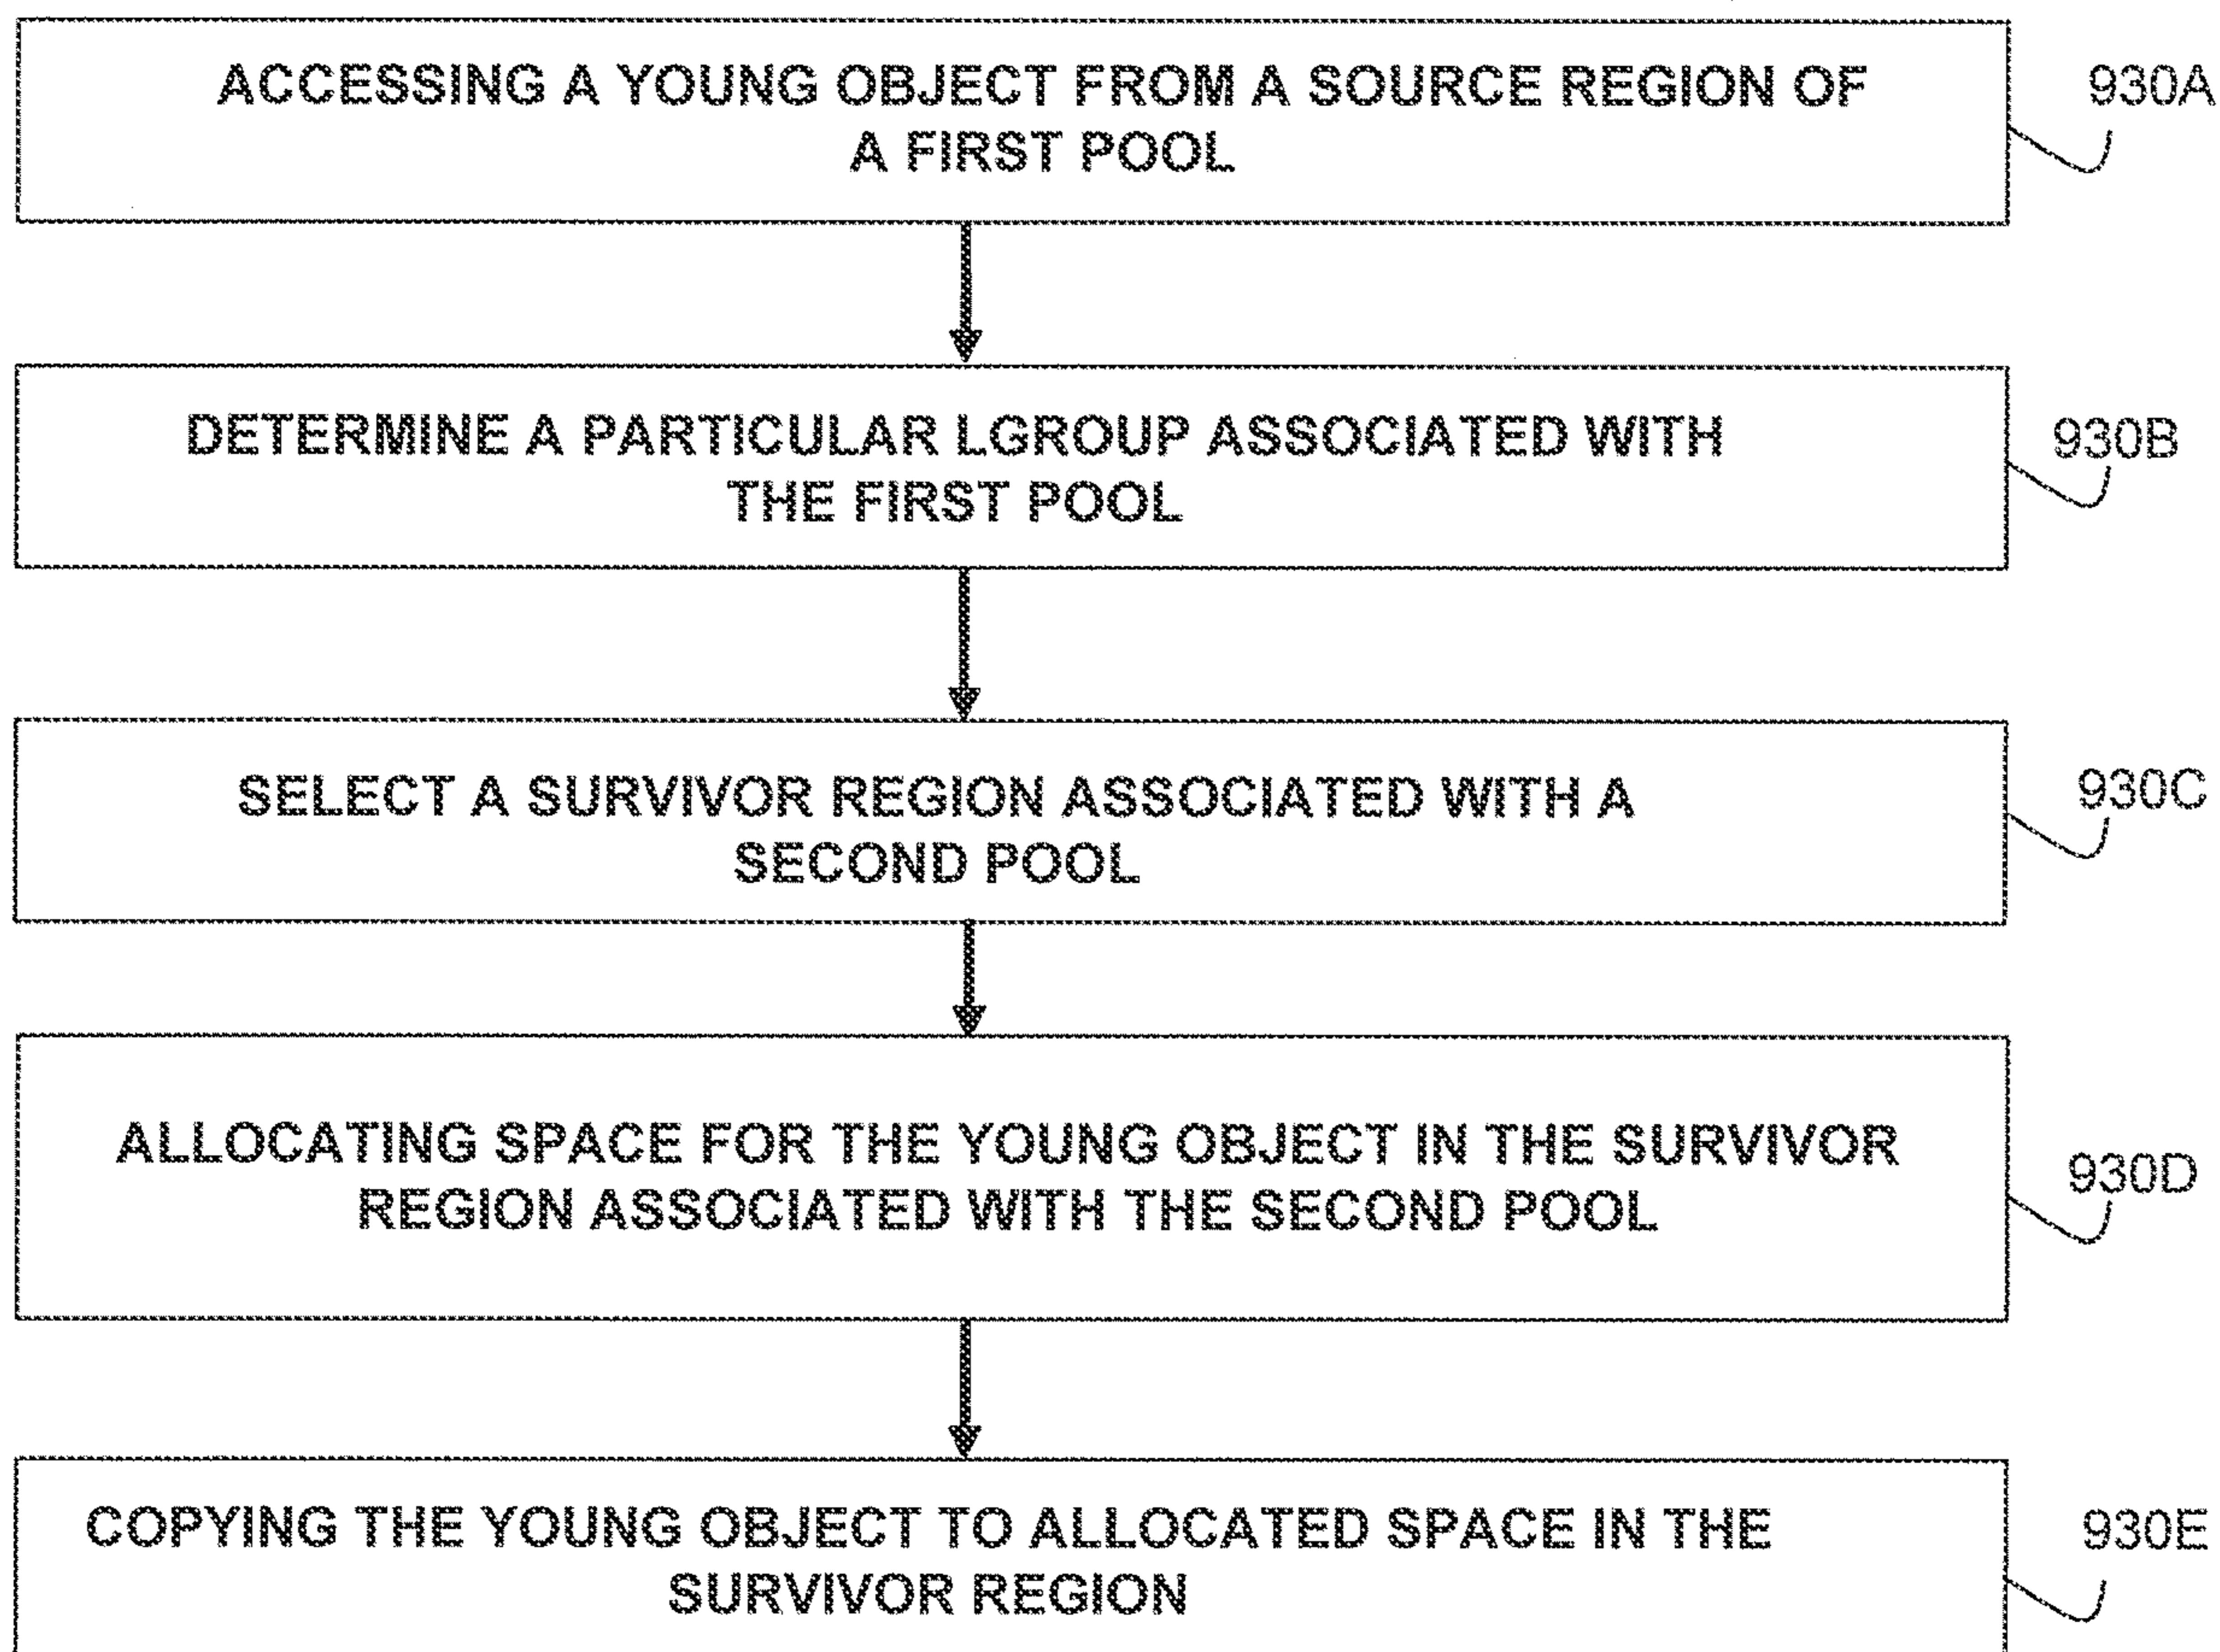 ACCESSING A YOUNG OBJECT FROM A SOURCE REGION OF
A FIRST POOL
930A
DETERMINE A PARTICULAR LGROUP ASSOCIATED WITH
THE FIRST POOL
930B
SELECT A SURVIVOR REGION ASSOCIATED WITH A
SECOND POOL
930C
ALLOCATING SPACE FOR THE YOUNG OBJECT IN THE SURVIVOR
REGION ASSOCIATED WITH THE SECOND POOL
930D
COPYING THE YOUNG OBJECT TO ALLOCATED SPACE IN THE
SURVIVOR REGION
930E